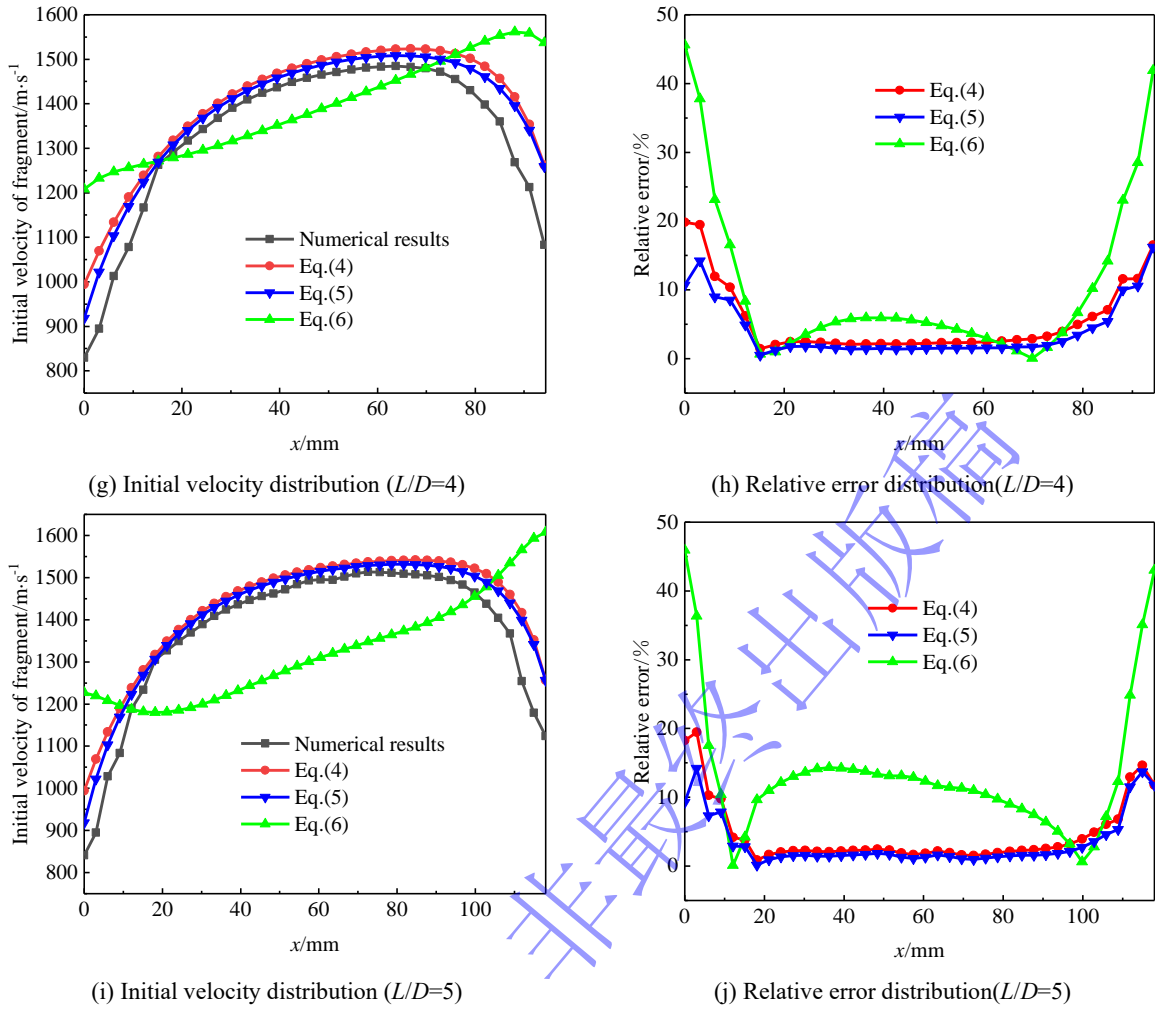 1600
1500
1400
1300
1200
1100
1000
900
800
Initial velocity of fragment/m·s⁻¹
Numerical results
Eq.(4)
Eq.(5)
Eq.(6)
0 20 40 60 80
x/mm
(g) Initial velocity distribution (L/D=4)
50
40
30
20
10
0
Relative error/%
Eq.(4)
Eq.(5)
Eq.(6)
0 20 40 60 80
x/mm
(h) Relative error distribution(L/D=4)
1600
1500
1400
1300
1200
1100
1000
900
800
Initial velocity of fragment/m·s⁻¹
Numerical results
Eq.(4)
Eq.(5)
Eq.(6)
0 20 40 60 80 100
x/mm
(i) Initial velocity distribution (L/D=5)
50
40
30
20
10
0
Relative error/%
Eq.(4)
Eq.(5)
Eq.(6)
0 20 40 60 80 100
x/mm
(j) Relative error distribution(L/D=5)
非最终出版稿